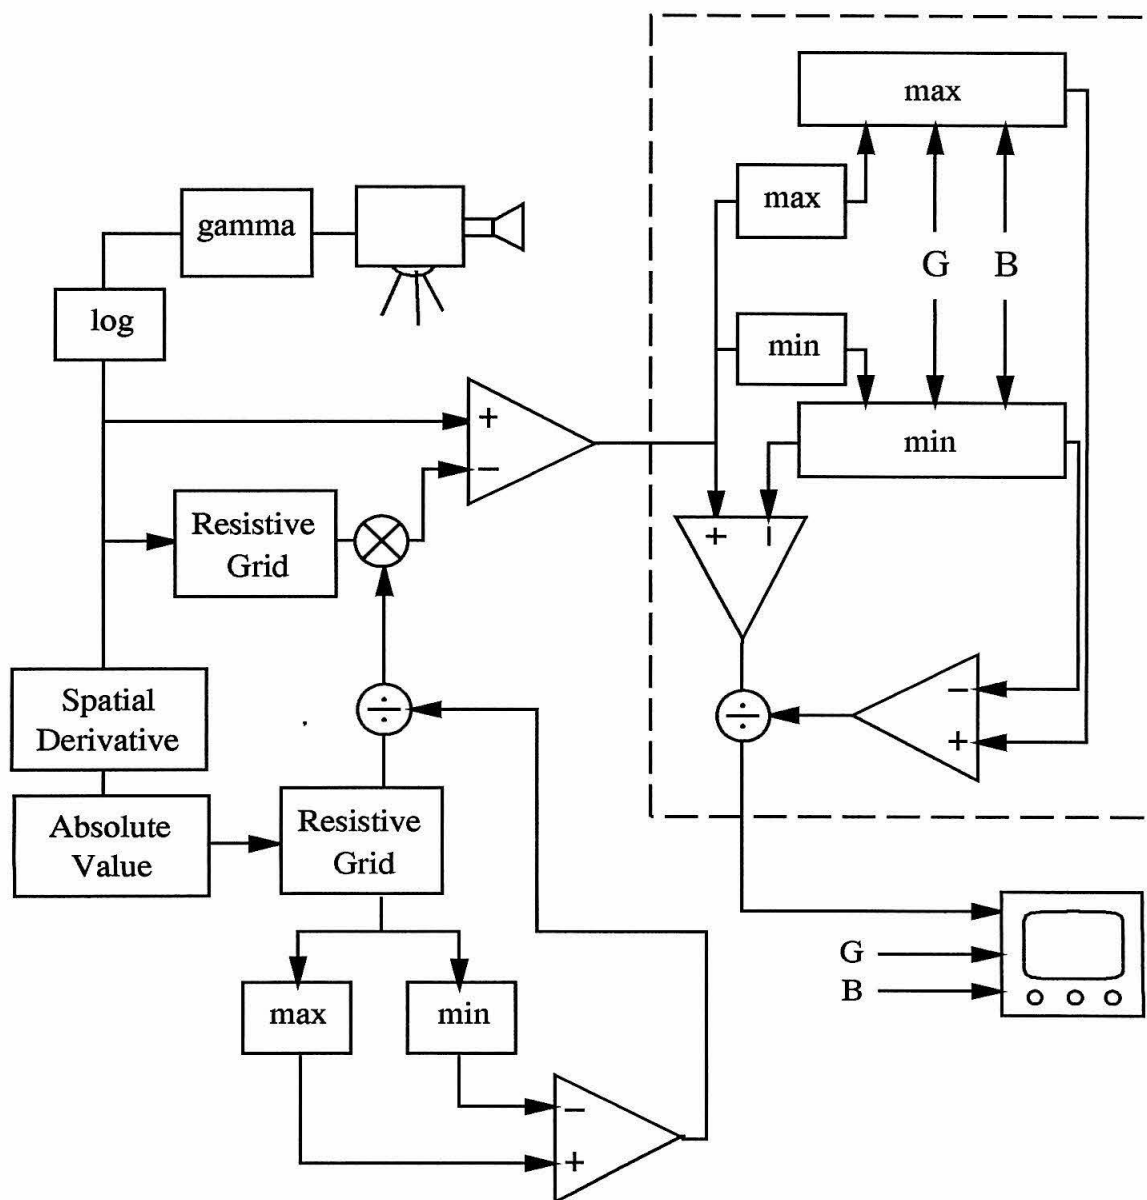 max
max
gamma
G B
log
min
+
min
−
Resistive
Grid
+ −
Spatial
Derivative
÷
−
÷
+
Absolute
Value
Resistive
Grid
G
B
max
min
−
+